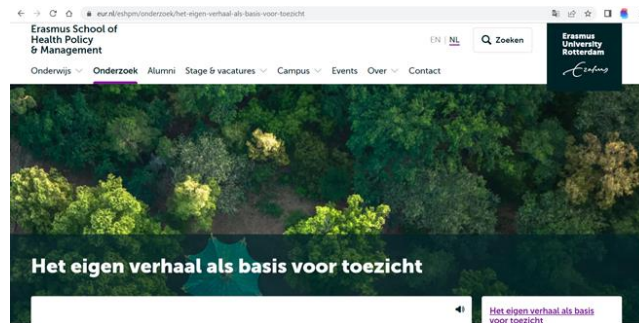 eur.nl/eshpm/onderzoek/het-eigen-verhaal-als-basis-voor-toezicht
Erasmus School of
Health Policy
& Management
EN | NL
Zoeken
Erasmus
University
Rotterdam
Erasmus
Onderwijs
Onderzoek
Alumni
Stage & vacatures
Campus
Events
Over
Contact
Het eigen verhaal als basis voor toezicht
Het eigen verhaal als basis
voor toezicht